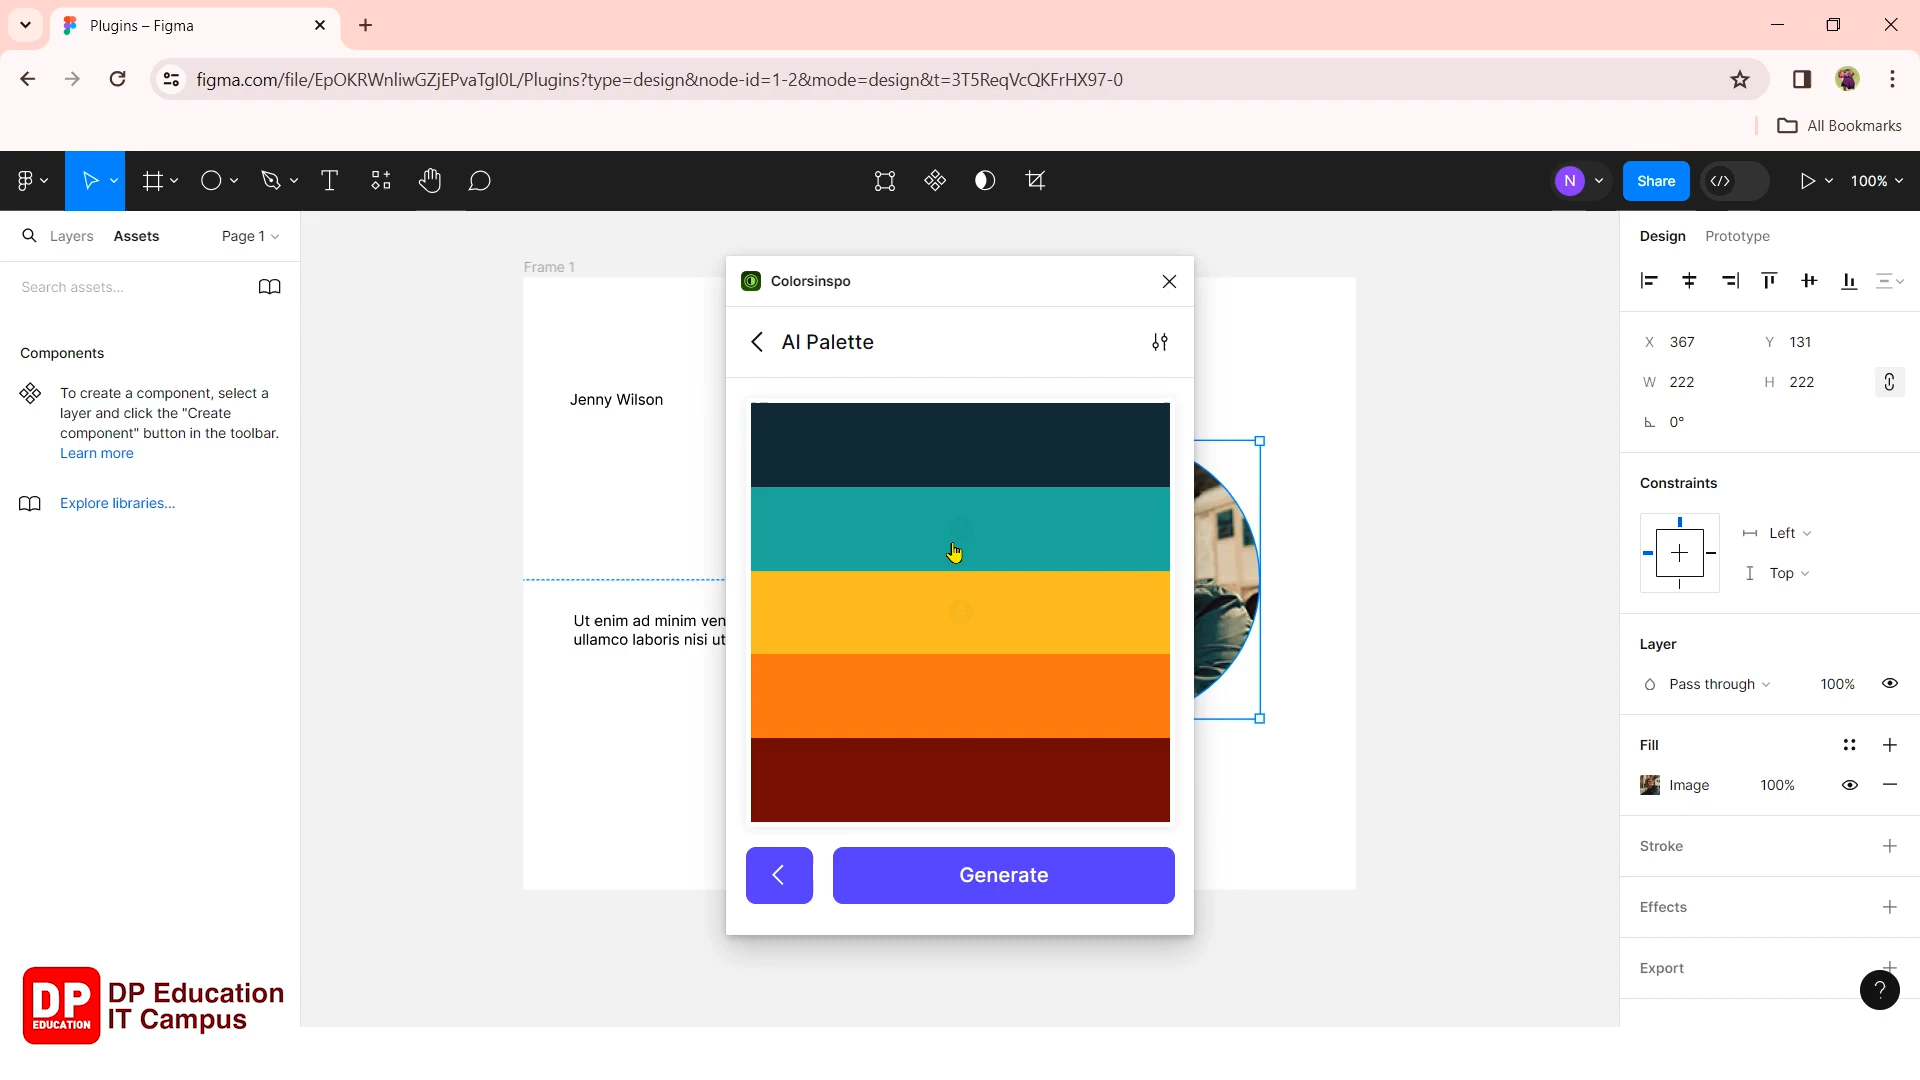 Plugins – Figma
figma.com/file/EpOKRWnliwGZjEPvaTgI0L/Plugins?type=design&node-id=1-2&mode=design&t=3T5ReqVcQKFrHX97-0
All Bookmarks
N
Share
100%
Layers
Assets
Page 1
Search assets...
Components
To create a component, select a
layer and click the "Create
component" button in the toolbar.
Learn more
Explore libraries...
Frame 1
Jenny Wilson
Ut enim ad minim ven
ullamco laboris nisi ut
Colorsinspo
AI Palette
Generate
Design
Prototype
X 367
Y 131
W 222
H 222
0°
Constraints
Left
Top
Layer
Pass through
100%
Fill
Image
100%
Stroke
Effects
Export
?
DP
EDUCATION
DP Education
IT Campus